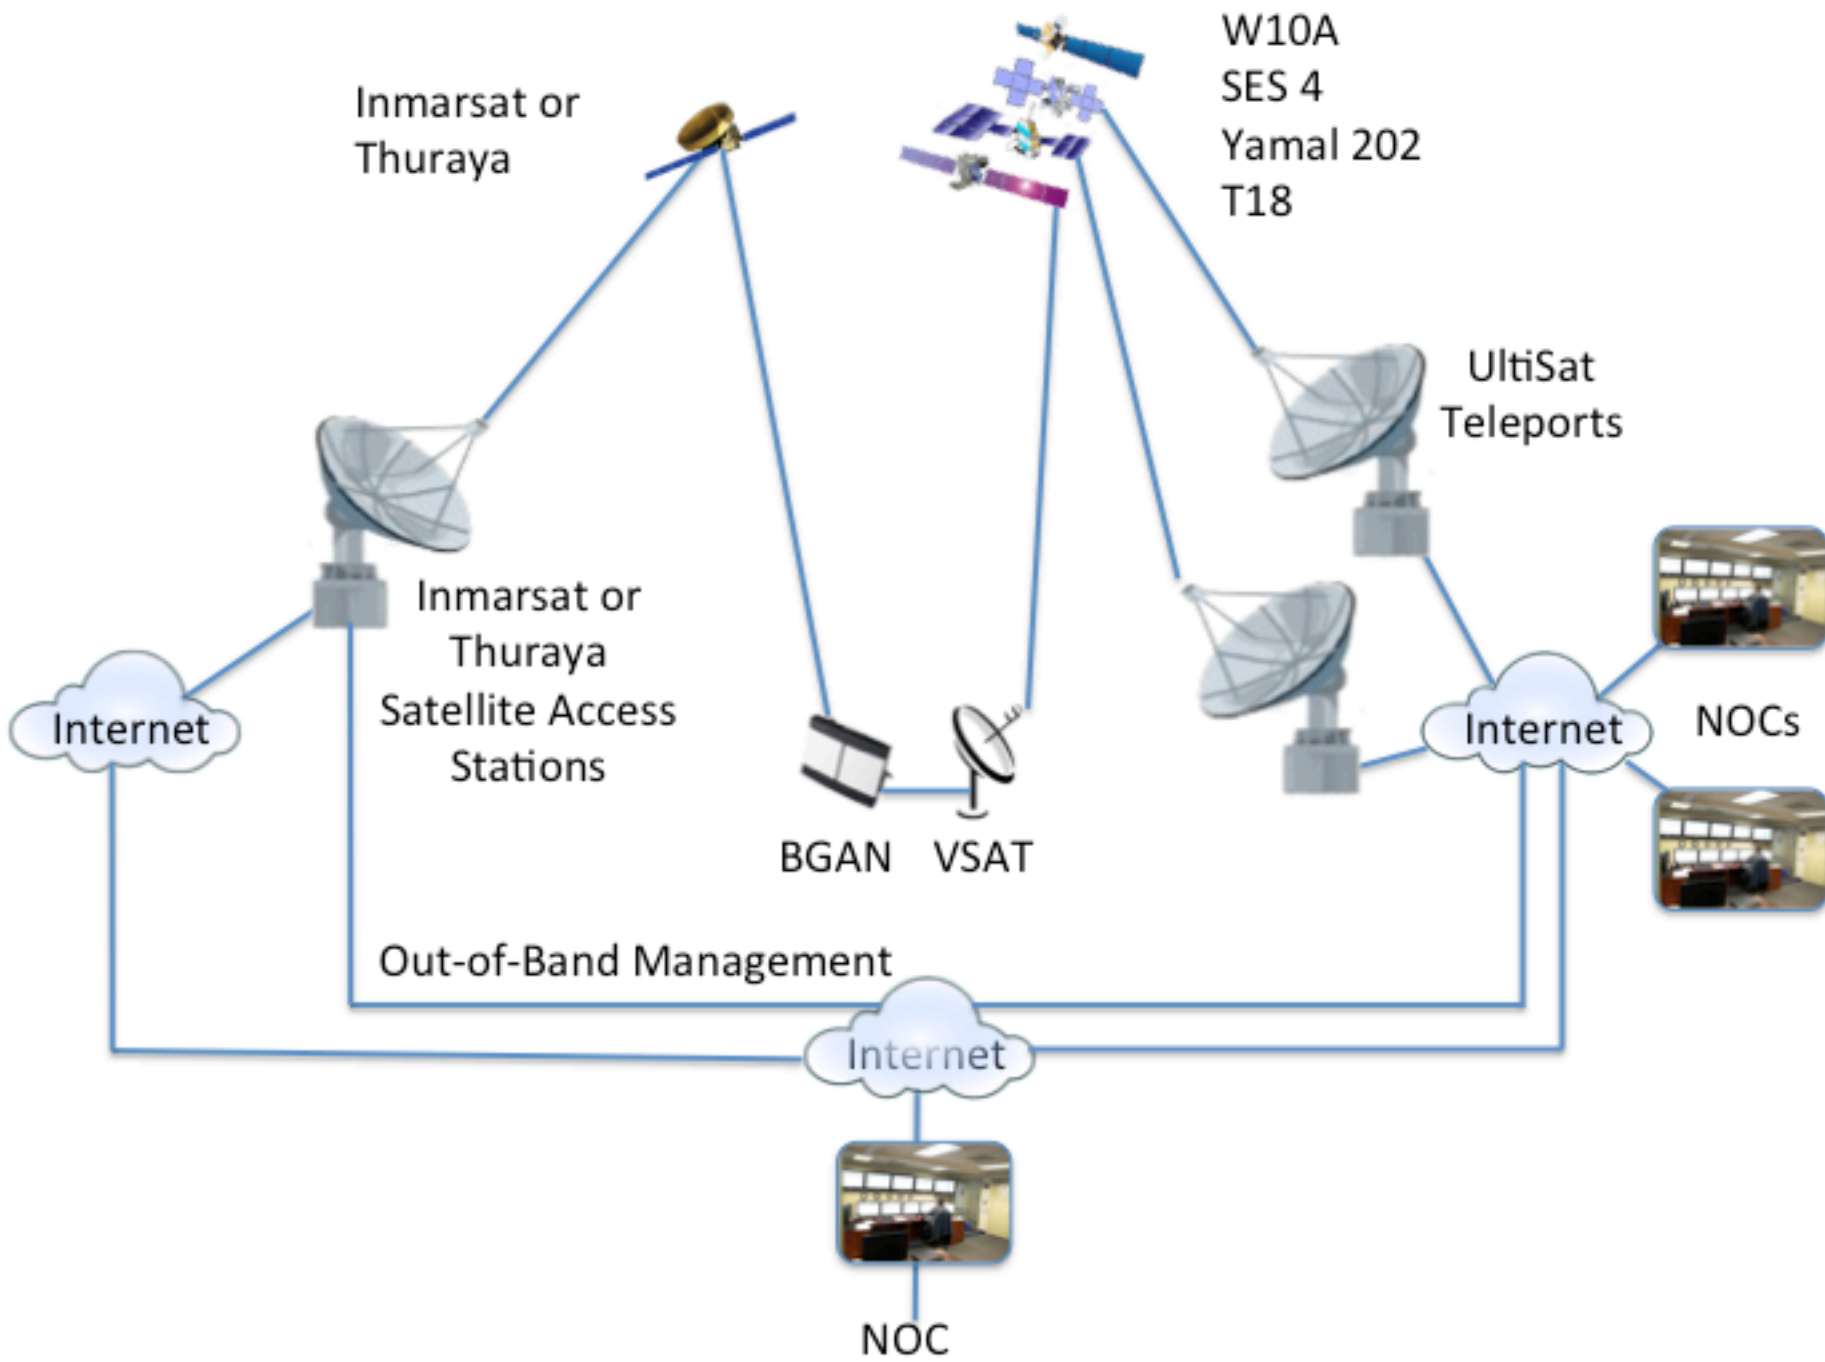 W10A
SES 4
Yamal 202
T18
Inmarsat or
Thuraya
UltiSat
Teleports
Inmarsat or
Thuraya
Satellite Access
Stations
Internet
Internet
NOCs
BGAN
VSAT
Out-of-Band Management
Internet
NOC